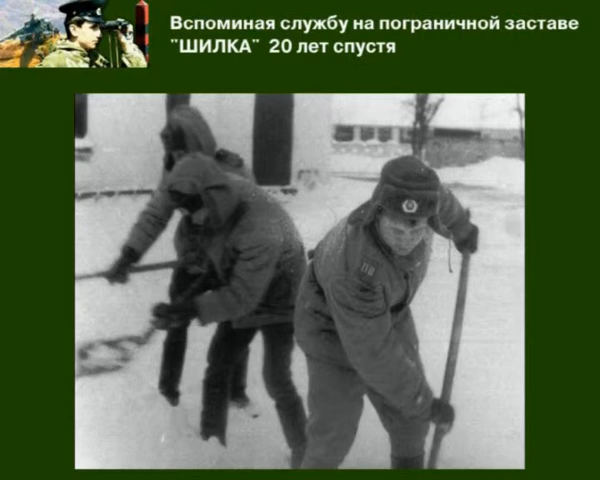 Вспоминая службу на пограничной заставе
"ШИЛКА" 20 лет спустя